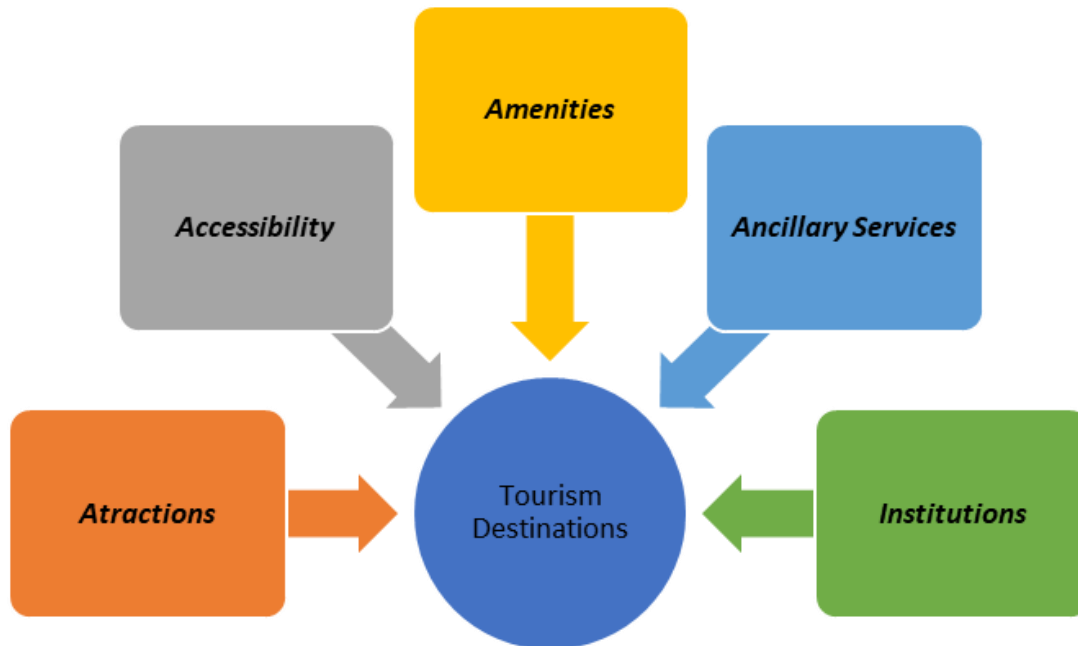 Amenities
Accessibility
Ancillary Services
Atractions
Tourism
Destinations
Institutions